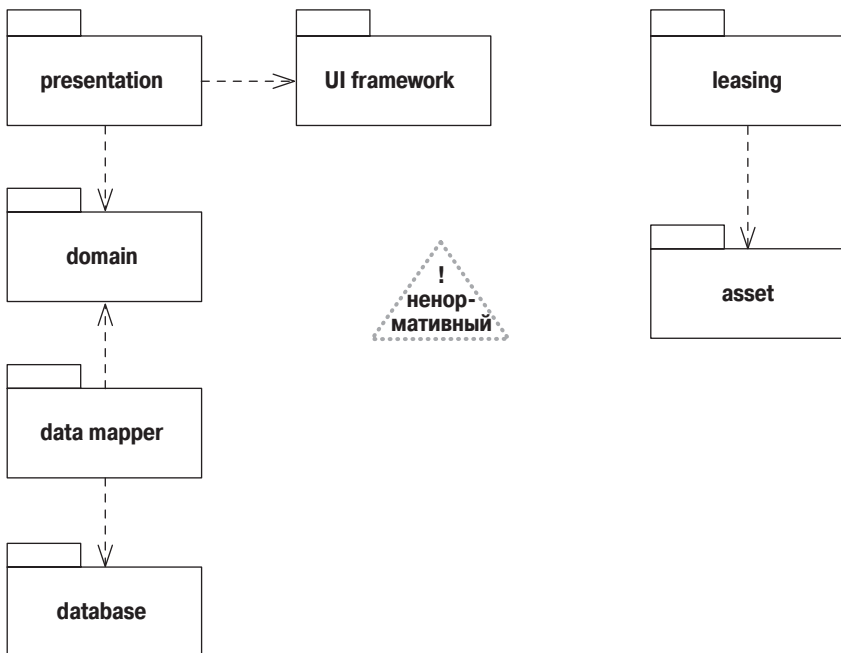 presentation
UI framework
leasing
domain
!
ненор-
мативный
asset
data mapper
database